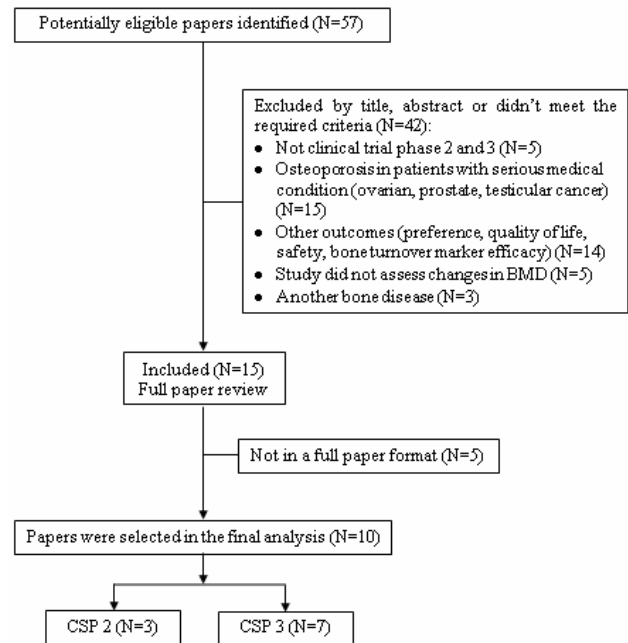 Potentially eligible papers identified (N=57)
Excluded by title, abstract or didn't meet the
required criteria (N=42):
● Not clinical trial phase 2 and 3 (N=5)
● Osteoporosis in patients with serious medical
condition (ovarian, prostate, testicular cancer)
(N=15)
● Other outcomes (preference, quality of life,
safety, bone turnover marker efficacy) (N=14)
● Study did not assess changes in BMD (N=5)
● Another bone disease (N=3)
Included (N=15)
Full paper review
Not in a full paper format (N=5)
Papers were selected in the final analysis (N=10)
CSP 2 (N=3)
CSP 3 (N=7)